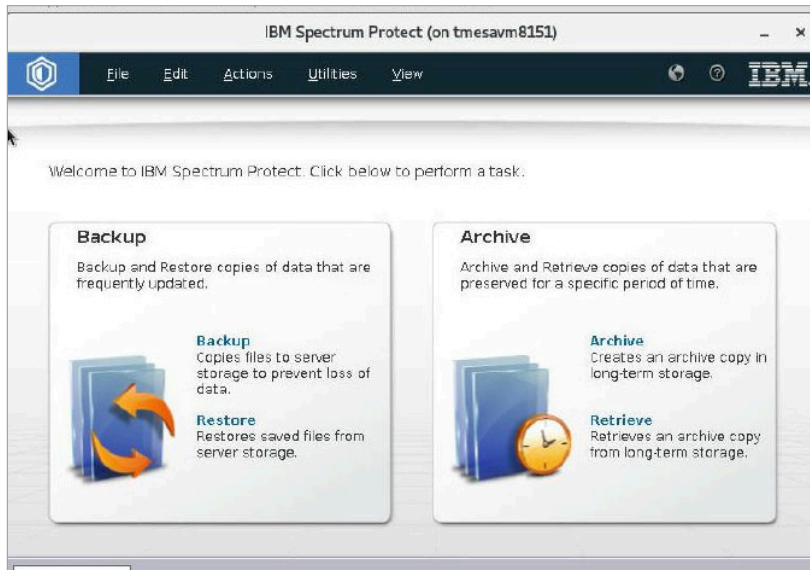 IBM Spectrum Protect (on tmesavm8151)
File Edit Actions Utilities View
IBM
Welcome to IBM Spectrum Protect. Click below to perform a task.
Backup
Backup and Restore copies of data that are
frequently updated.
Backup
Copies files to server
storage to prevent loss of
data.
Restore
Restores saved files from
server storage.
Archive
Archive and Retrieve copies of data that are
preserved for a specific period of time.
Archive
Creates an archive copy in
long-term storage.
Retrieve
Retrieves an archive copy
from long-term storage.